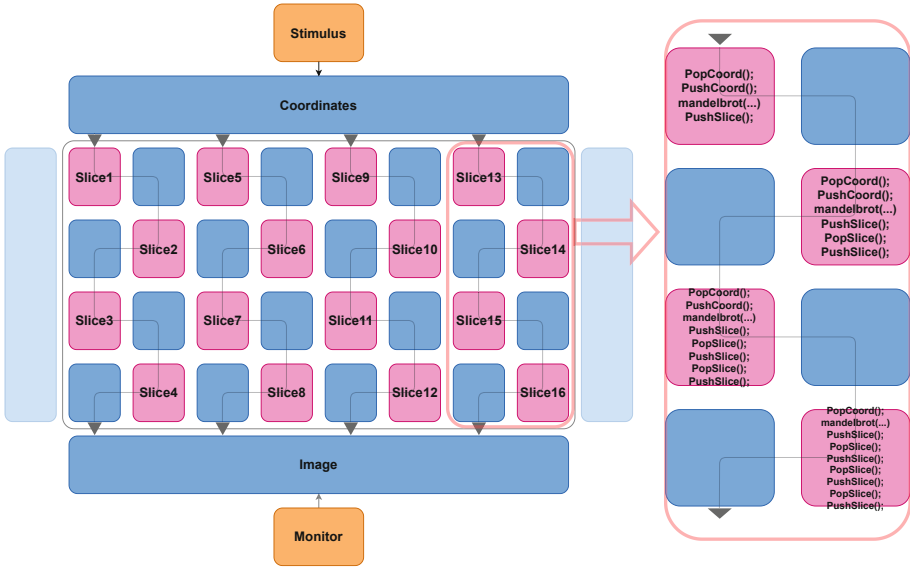 Stimulus
Coordinates
Slice1
Slice5
Slice9
Slice13
Slice2
Slice6
Slice10
Slice14
Slice3
Slice7
Slice11
Slice15
Slice4
Slice8
Slice12
Slice16
Image
Monitor
PopCoord();
PushCoord();
mandelbrot(...)
PushSlice();
PopCoord();
PushCoord();
mandelbrot(...)
PushSlice();
PopSlice();
PushSlice();
PopCoord();
PushCoord();
mandelbrot(...)
PushSlice();
PopSlice();
PushSlice();
PopSlice();
PushSlice();
PopCoord();
mandelbrot(...)
PushSlice();
PopSlice();
PushSlice();
PopSlice();
PushSlice();
PopSlice();
PushSlice();